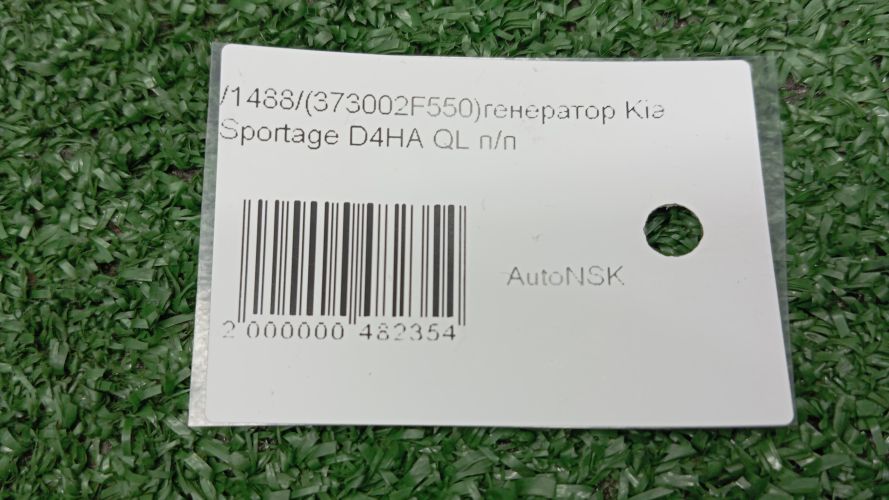 /1488/(373002F550)генератор Kia
Sportage D4HA QL п/п
AutoNSK
2 000000 482354